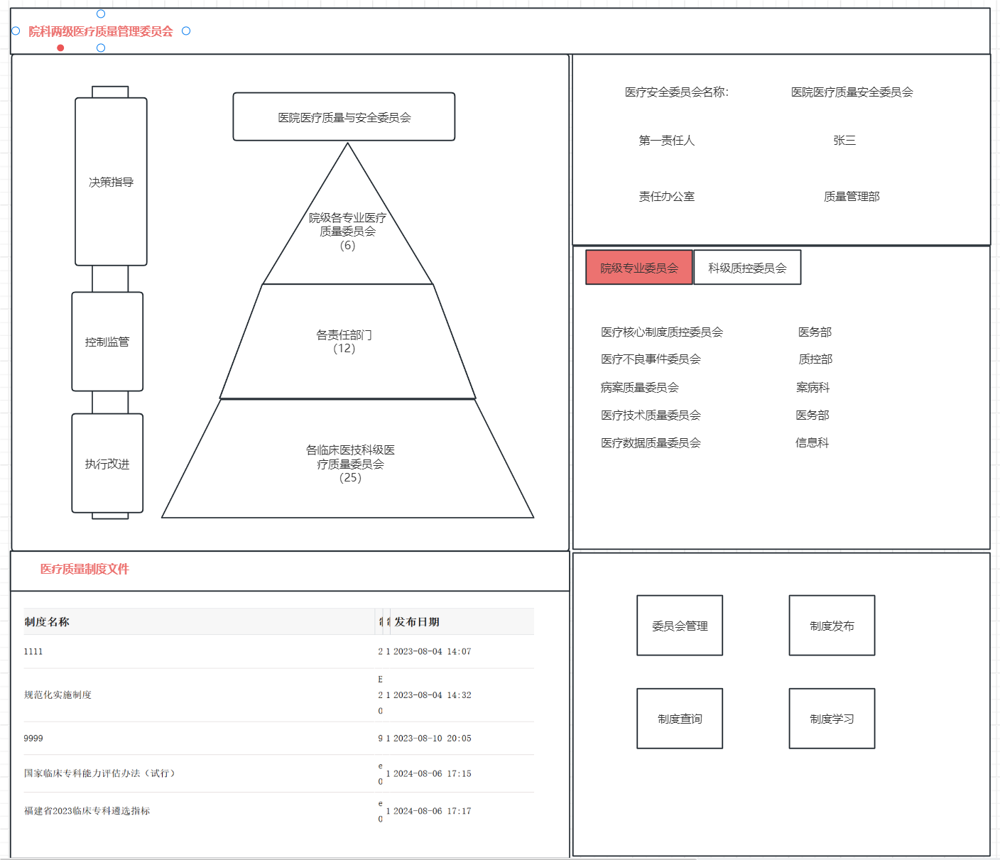 院科两级医疗质量管理委员会
决策指导
控制监管
执行改进
医院医疗质量与安全委员会
院级各专业医疗
质量委员会
（6）
各责任部门
（12）
各临床医技科级医
疗质量委员会
（25）
医疗安全委员会名称： 医院医疗质量安全委员会
第一责任人 张三
责任办公室 质量管理部
院级专业委员会 科级质控委员会
医疗核心制度质控委员会 医务部
医疗不良事件委员会 质控部
病案质量委员会 案病科
医疗技术质量委员会 医务部
医疗数据质量委员会 信息科
医疗质量制度文件
制度名称 发布日期
1111 2 1 2023-08-04 14:07
E
规范化实施制度 2 1 2023-08-04 14:32
0
9999 9 1 2023-08-10 20:05
e
国家临床专科能力评估办法（试行） 1 2024-08-06 17:15
0
e
福建省2023临床专科遴选指标 1 2024-08-06 17:17
0
委员会管理 制度发布
制度查询 制度学习